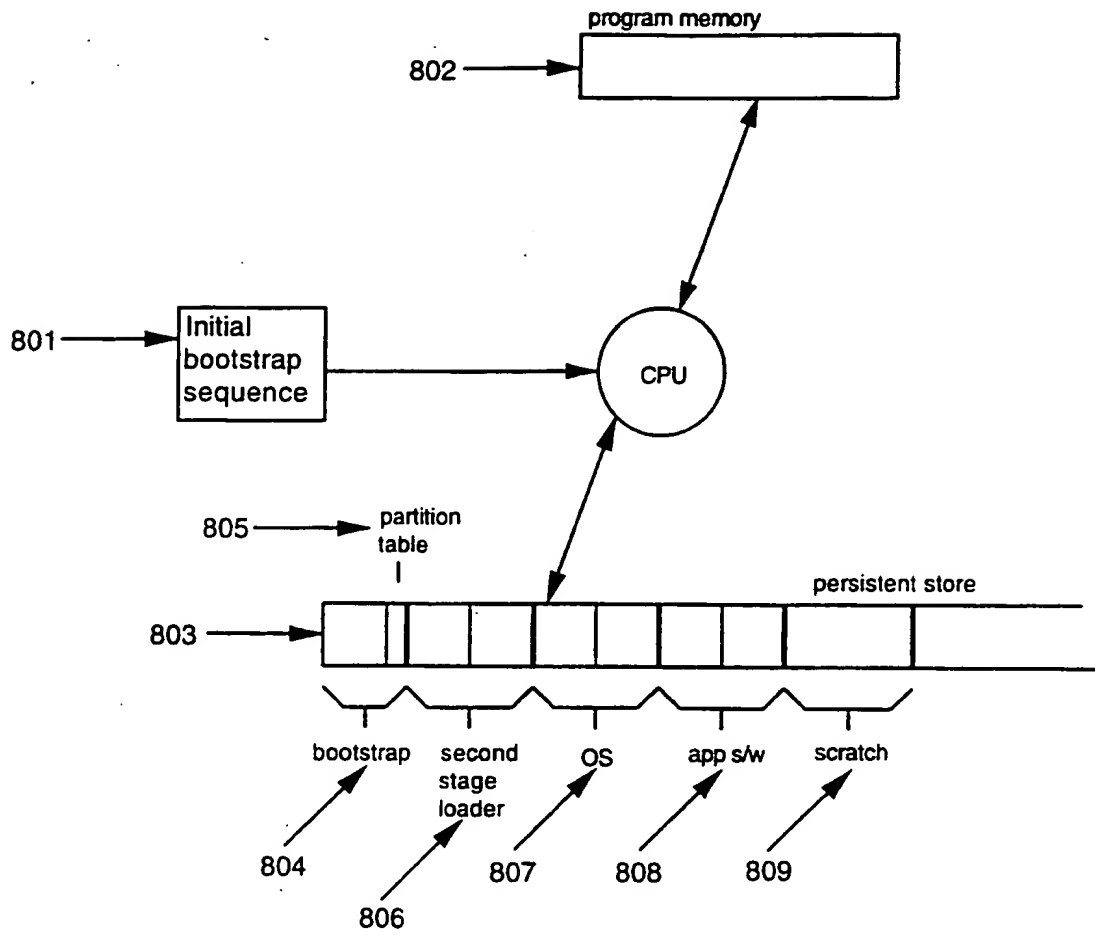 program memory
802
801
Initial
bootstrap
sequence
CPU
805
partition
table
persistent store
803
bootstrap
second
stage
loader
OS
app s/w
scratch
804
806
807
808
809